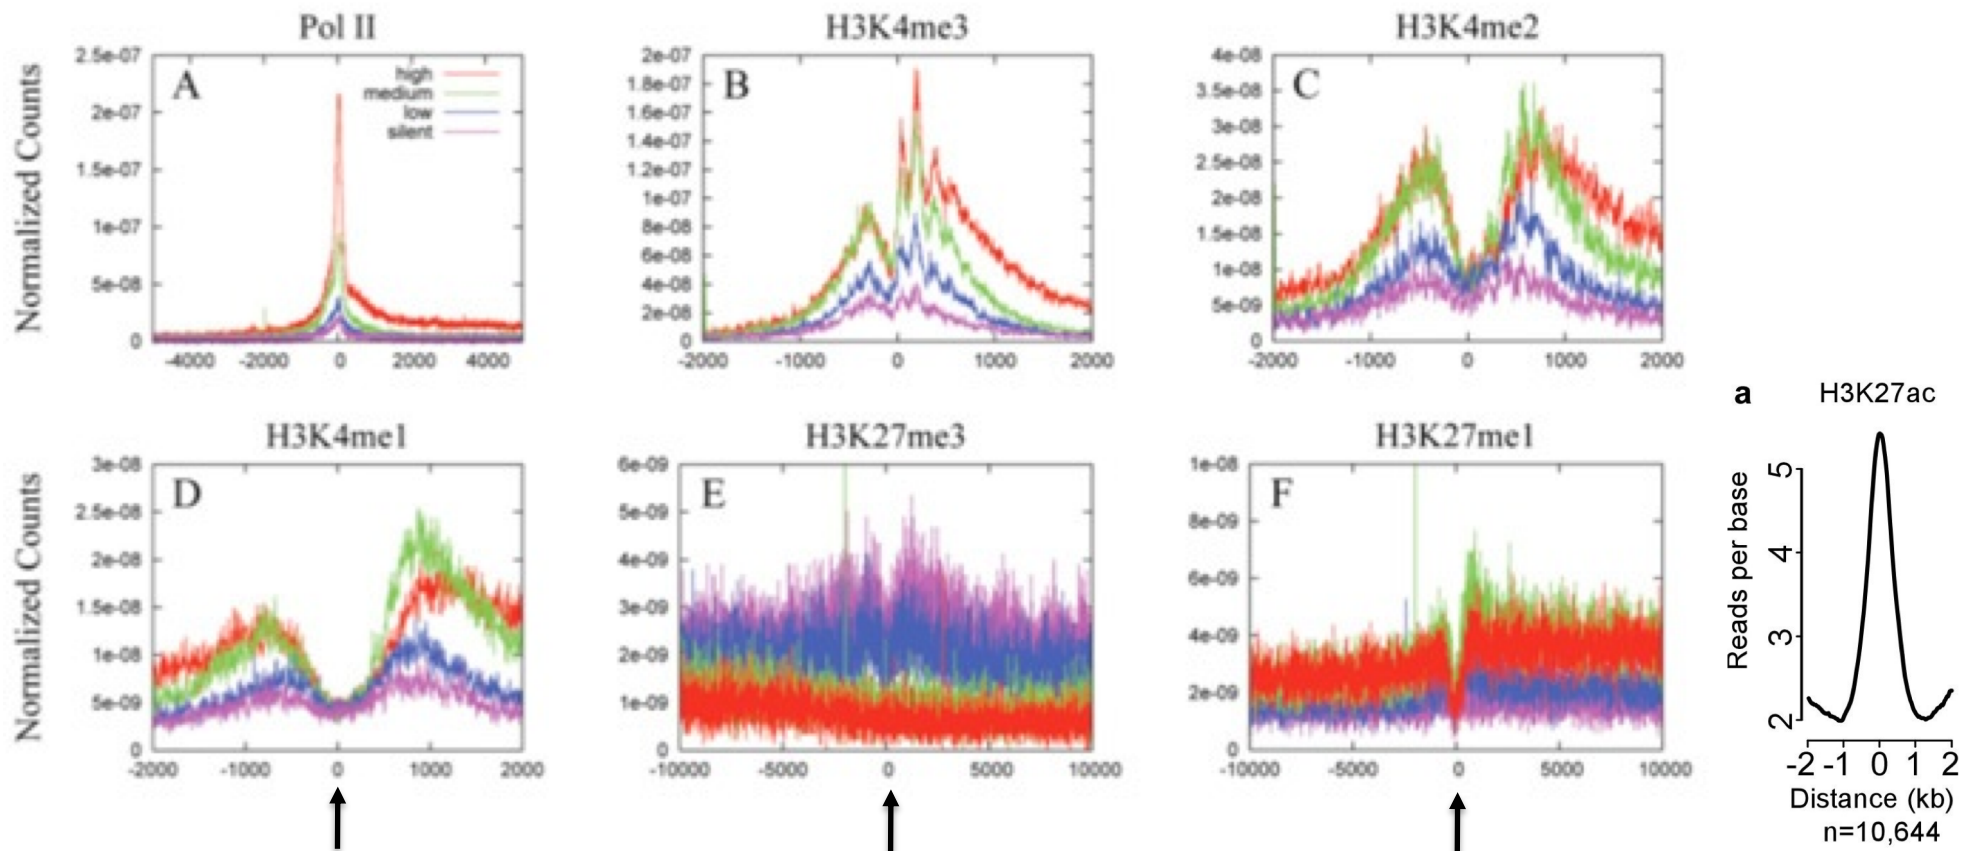 Pol II
H3K4me3
H3K4me2
Normalized Counts
2.5e-07
2e-07
1.5e-07
1e-07
5e-08
0
A
high
medium
low
silent
-4000 -2000 0 2000 4000
2e-07
1.8e-07
1.6e-07
1.4e-07
1.2e-07
1e-07
8e-08
6e-08
4e-08
2e-08
0
B
-2000 -1000 0 1000 2000
4e-08
3.5e-08
3e-08
2.5e-08
2e-08
1.5e-08
1e-08
5e-09
0
C
-2000 -1000 0 1000 2000
H3K4me1
H3K27me3
H3K27me1
Normalized Counts
3e-08
2.5e-08
2e-08
1.5e-08
1e-08
5e-09
0
D
-2000 -1000 0 1000 2000
6e-09
5e-09
4e-09
3e-09
2e-09
1e-09
0
E
-10000 -5000 0 5000 10000
1e-08
8e-09
6e-09
4e-09
2e-09
0
F
-10000 -5000 0 5000 10000
a H3K27ac
Reads per base
5
4
3
2
-2 -1 0 1 2
Distance (kb)
n=10,644